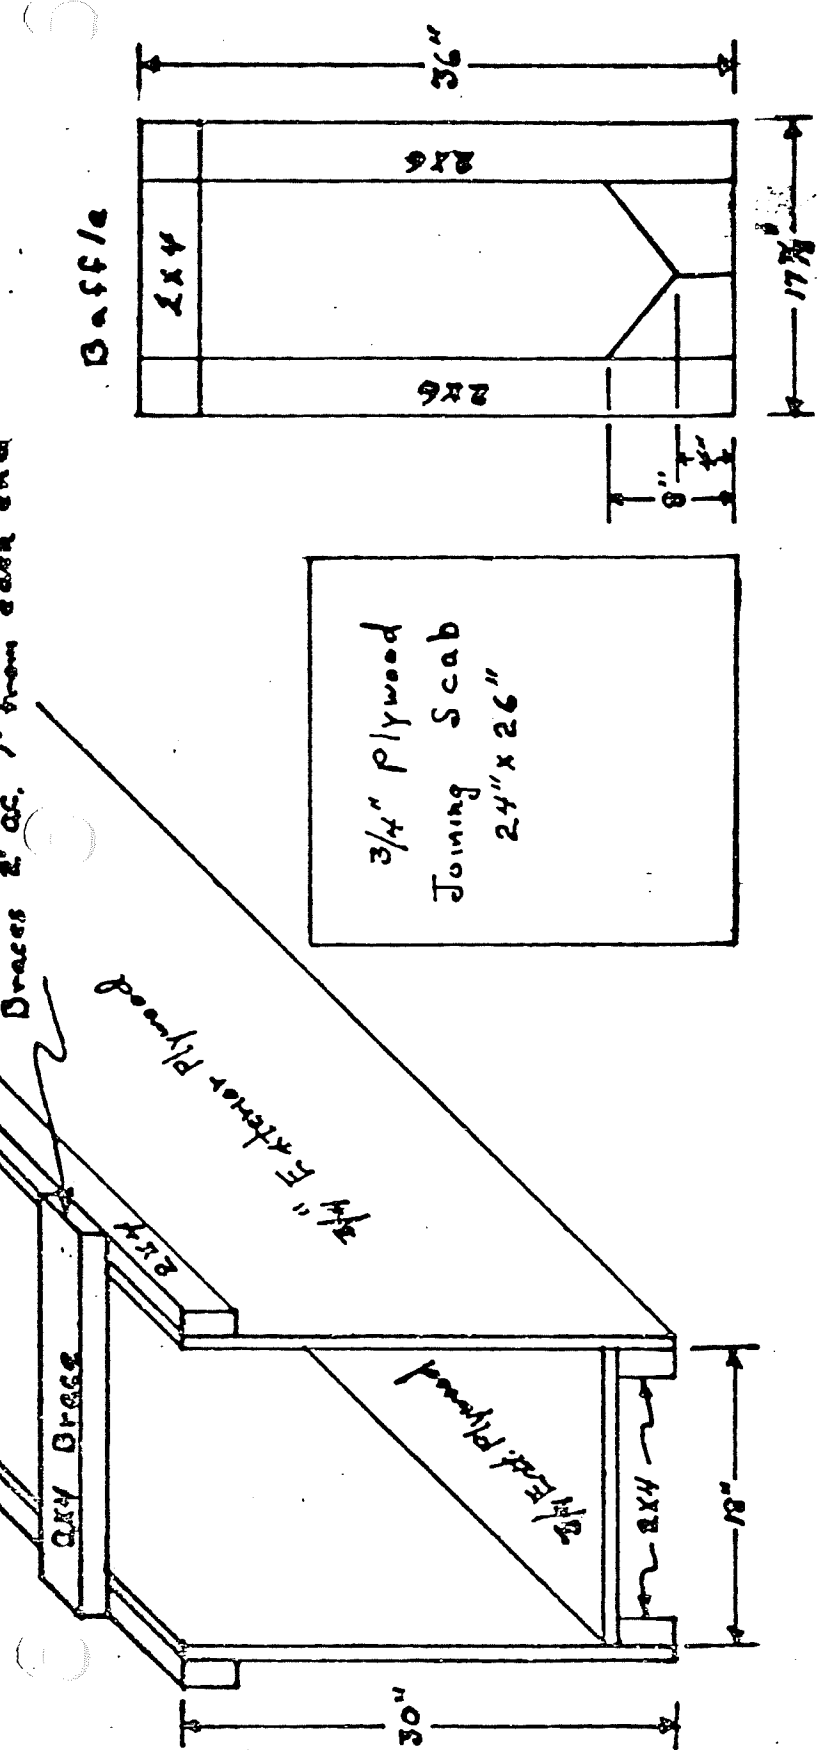 Braces 2' oc. 1' from each end
2x4 Brace
2x4
3/4" Exterior Plywood
3/4 Ext. Plywood
2x4
18"
30"
3/4" Plywood
Joining Scab
24" x 26"
Baffle
2x4
2x6
2x6
36"
17 7/8"
8"
4"